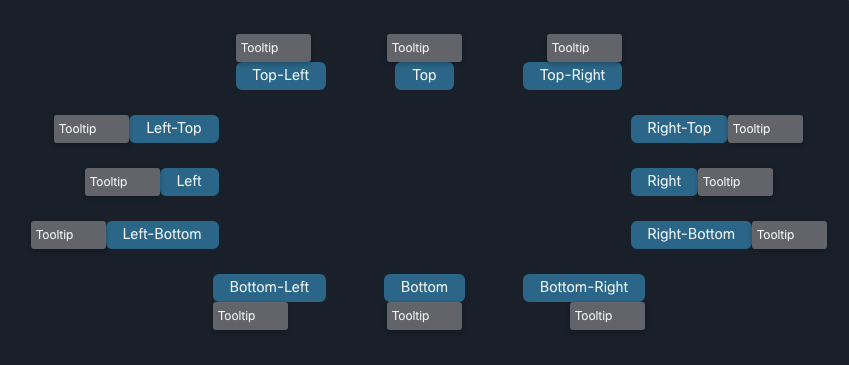 Tooltip Tooltip Tooltip
Top-Left Top Top-Right
Tooltip Left-Top Right-Top Tooltip
Tooltip Left Right Tooltip
Tooltip Left-Bottom Right-Bottom Tooltip
Bottom-Left Bottom Bottom-Right
Tooltip Tooltip Tooltip